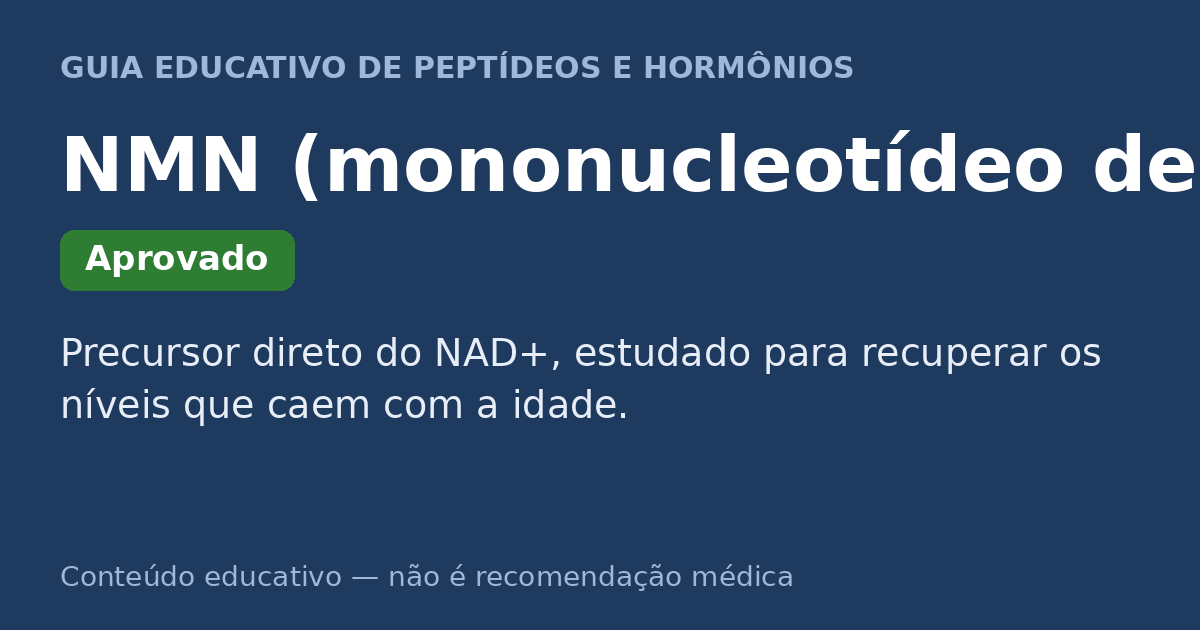 GUIA EDUCATIVO DE PEPTÍDEOS E HORMÔNIOS
NMN (mononucleotídeo de
Aprovado
Precursor direto do NAD+, estudado para recuperar os
níveis que caem com a idade.
Conteúdo educativo — não é recomendação médica